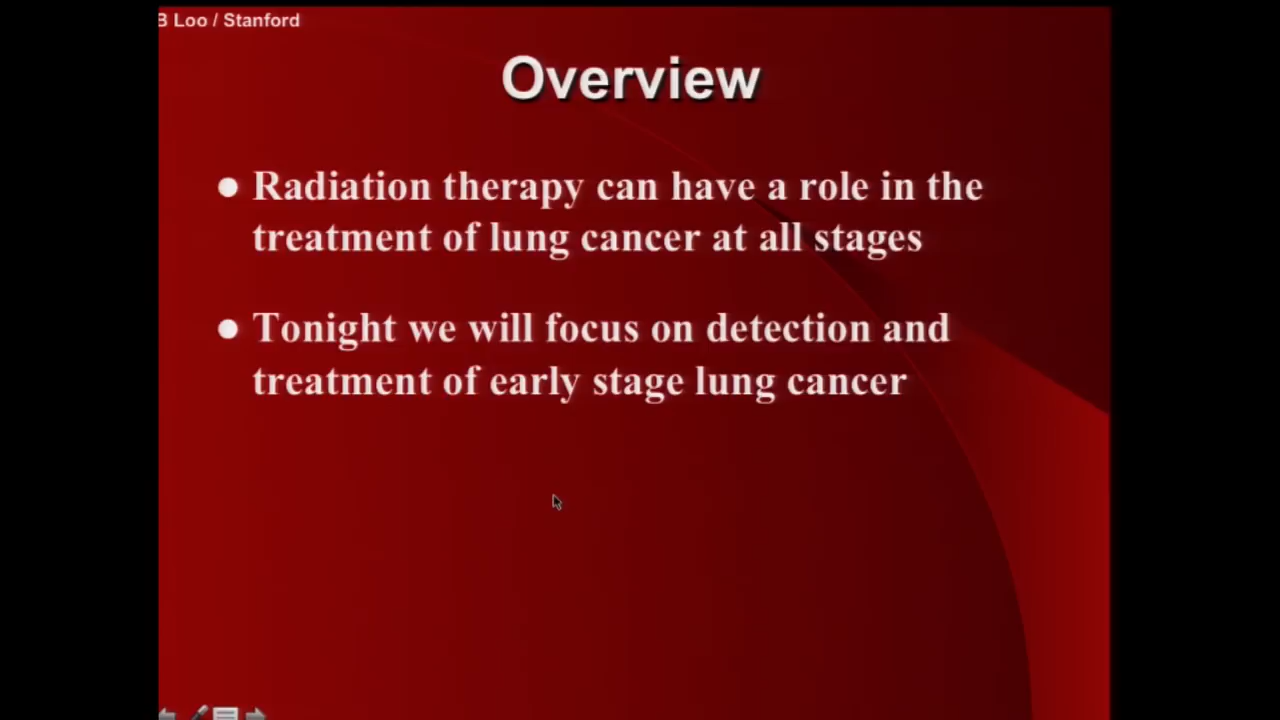 B Loo / Stanford
Overview
● Radiation therapy can have a role in the
treatment of lung cancer at all stages
● Tonight we will focus on detection and
treatment of early stage lung cancer